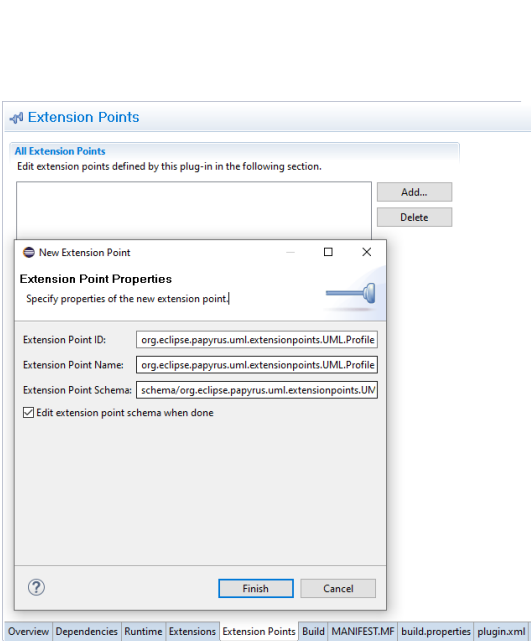 Extension Points
All Extension Points
Edit extension points defined by this plug-in in the following section.
Add...
Delete
New Extension Point
Extension Point Properties
Specify properties of the new extension point.
Extension Point ID: org.eclipse.papyrus.uml.extensionpoints.UML.Profile
Extension Point Name: org.eclipse.papyrus.uml.extensionpoints.UML.Profile
Extension Point Schema: schema/org.eclipse.papyrus.uml.extensionpoints.UM
Edit extension point schema when done
? Finish Cancel
Overview Dependencies Runtime Extensions Extension Points Build MANIFEST.MF build.properties plugin.xml